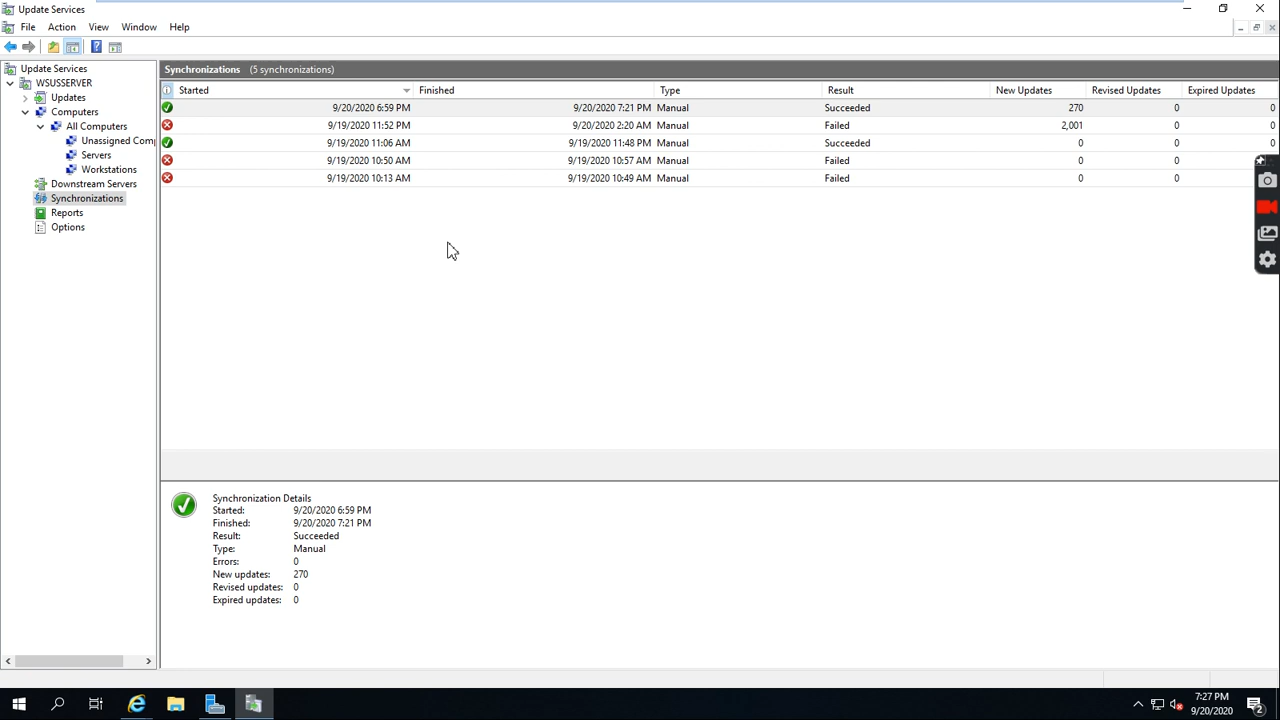 Update Services
File Action View Window Help
Update Services
WSUSSERVER
Updates
Computers
All Computers
Unassigned Comp
Servers
Workstations
Downstream Servers
Synchronizations
Reports
Options
Synchronizations (5 synchronizations)
Started Finished Type Result New Updates Revised Updates Expired Updates
9/20/2020 6:59 PM 9/20/2020 7:21 PM Manual Succeeded 270 0 0
9/19/2020 11:52 PM 9/20/2020 2:20 AM Manual Failed 2,001 0 0
9/19/2020 11:06 AM 9/19/2020 11:48 PM Manual Succeeded 0 0 0
9/19/2020 10:50 AM 9/19/2020 10:57 AM Manual Failed 0 0
9/19/2020 10:13 AM 9/19/2020 10:49 AM Manual Failed 0 0
Synchronization Details
Started: 9/20/2020 6:59 PM
Finished: 9/20/2020 7:21 PM
Result: Succeeded
Type: Manual
Errors: 0
New updates: 270
Revised updates: 0
Expired updates: 0
7:27 PM
9/20/2020
2